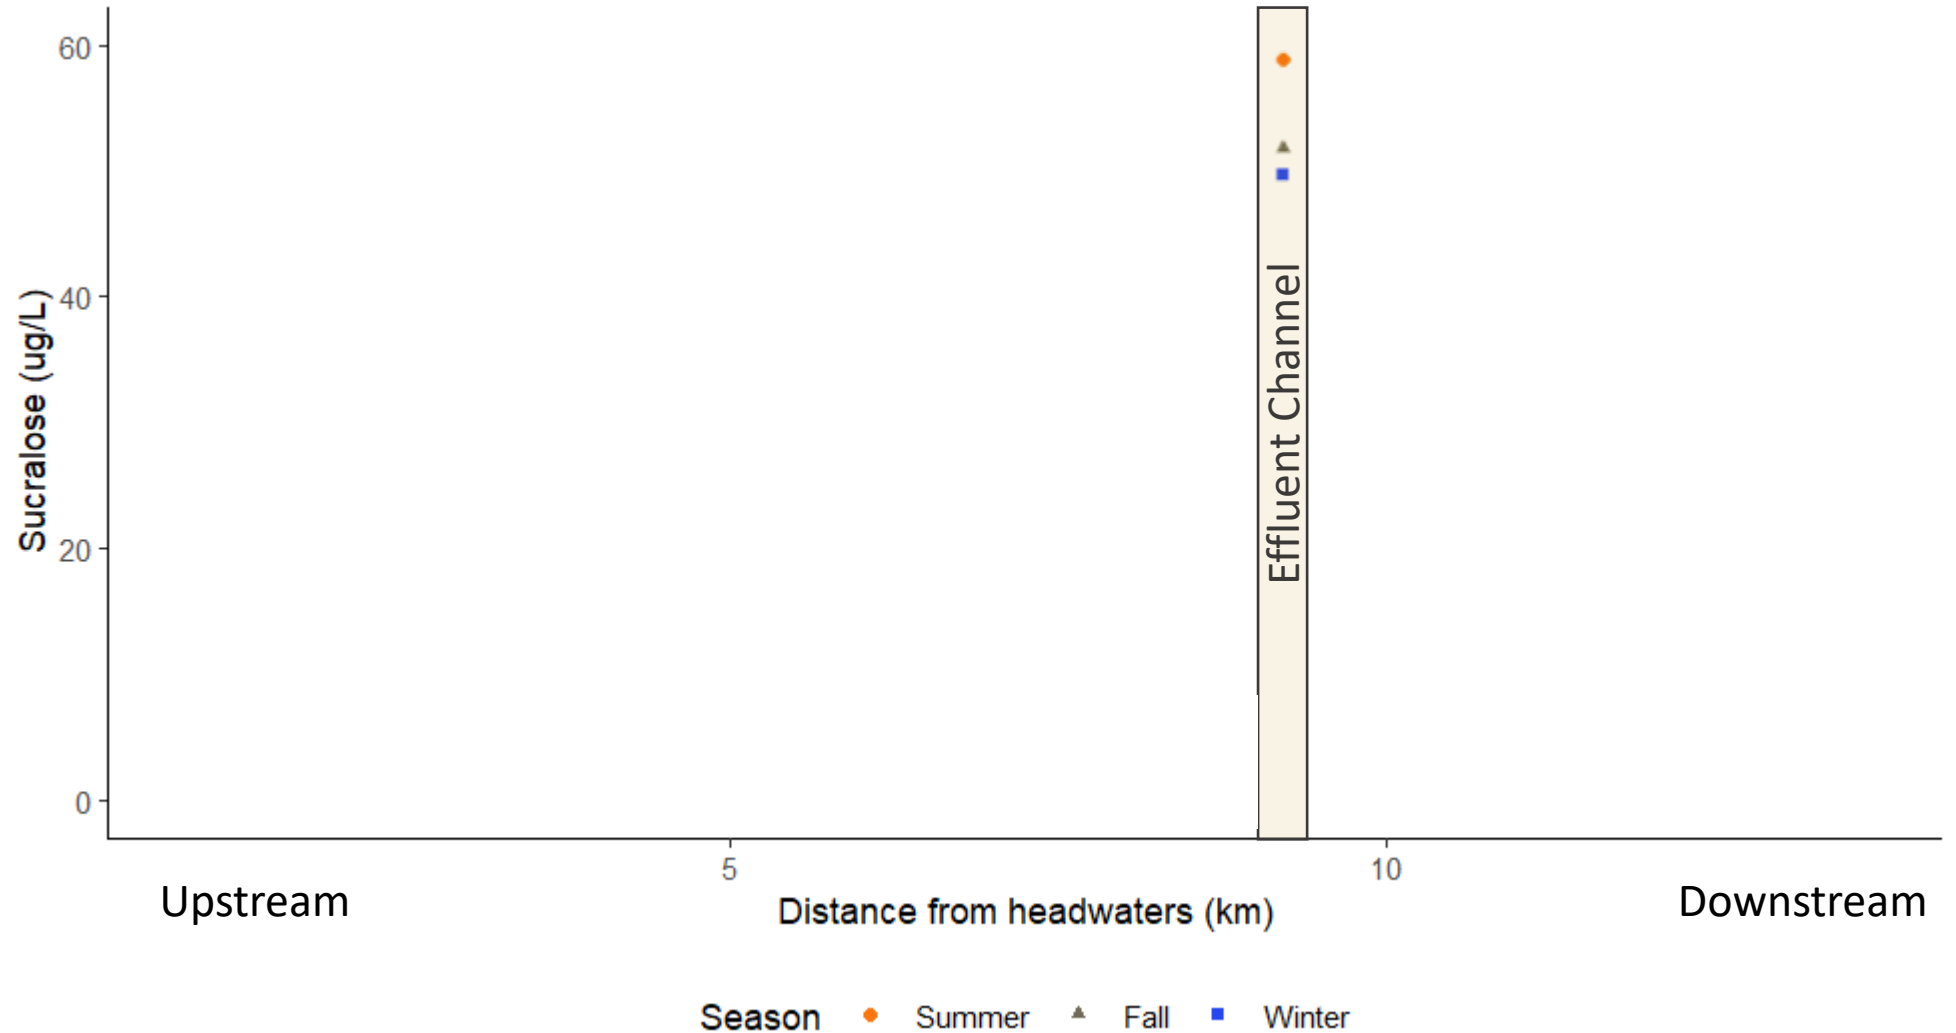 60
40
20
0
Sucralose (ug/L)
Effluent Channel
5
10
Upstream
Distance from headwaters (km)
Downstream
Season Summer Fall Winter